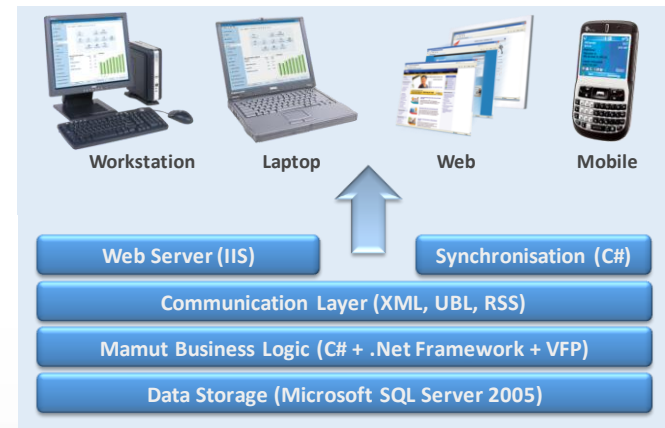 Workstation
Laptop
Web
Mobile
Web Server (IIS)
Synchronisation (C#)
Communication Layer (XML, UBL, RSS)
Mamut Business Logic (C# + .Net Framework + VFP)
Data Storage (Microsoft SQL Server 2005)